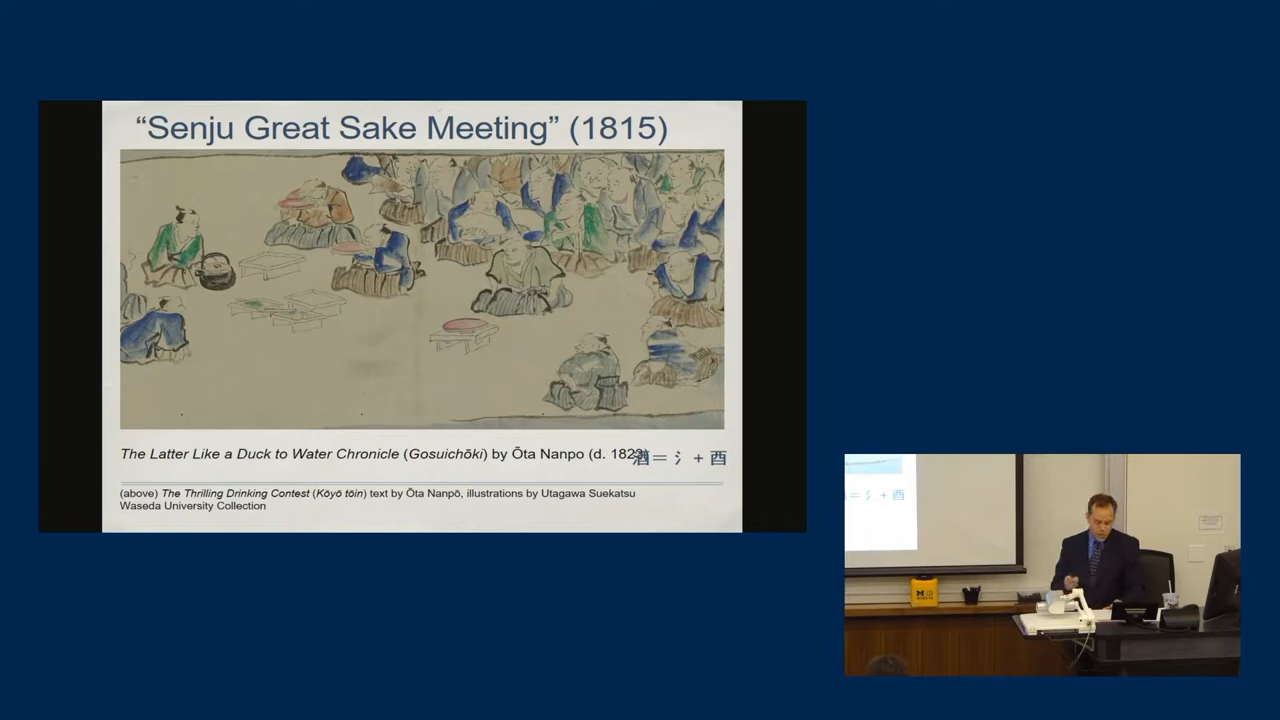 “Senju Great Sake Meeting” (1815)
The Latter Like a Duck to Water Chronicle (Gosuichōki) by Ōta Nanpo (d. 1823)
酒＝氵+酉
(above) The Thrilling Drinking Contest (Kōyō tōin) text by Ōta Nanpō, illustrations by Utagawa Suekatsu
Waseda University Collection
＝氵+酉